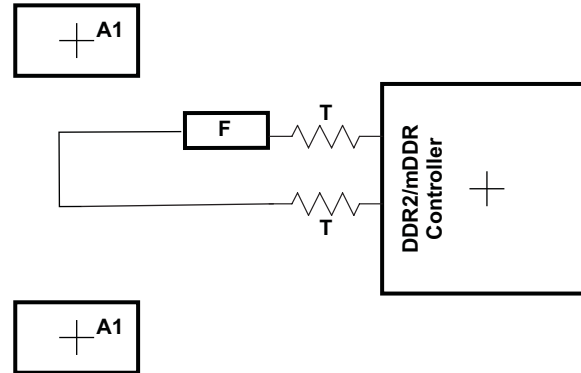 A1
F
T
T
DDR2/mDDR
Controller
A1